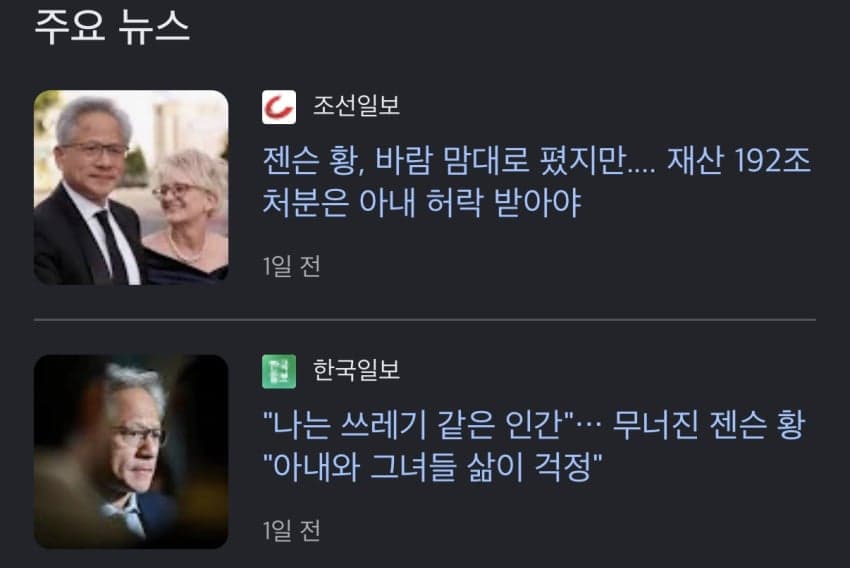 주요 뉴스
조선일보
젠슨 황, 바람 맘대로 폈지만.... 재산 192조
처분은 아내 허락 받아야
1일 전
한국일보
"나는 쓰레기 같은 인간"… 무너진 젠슨 황
"아내와 그녀들 삶이 걱정"
1일 전